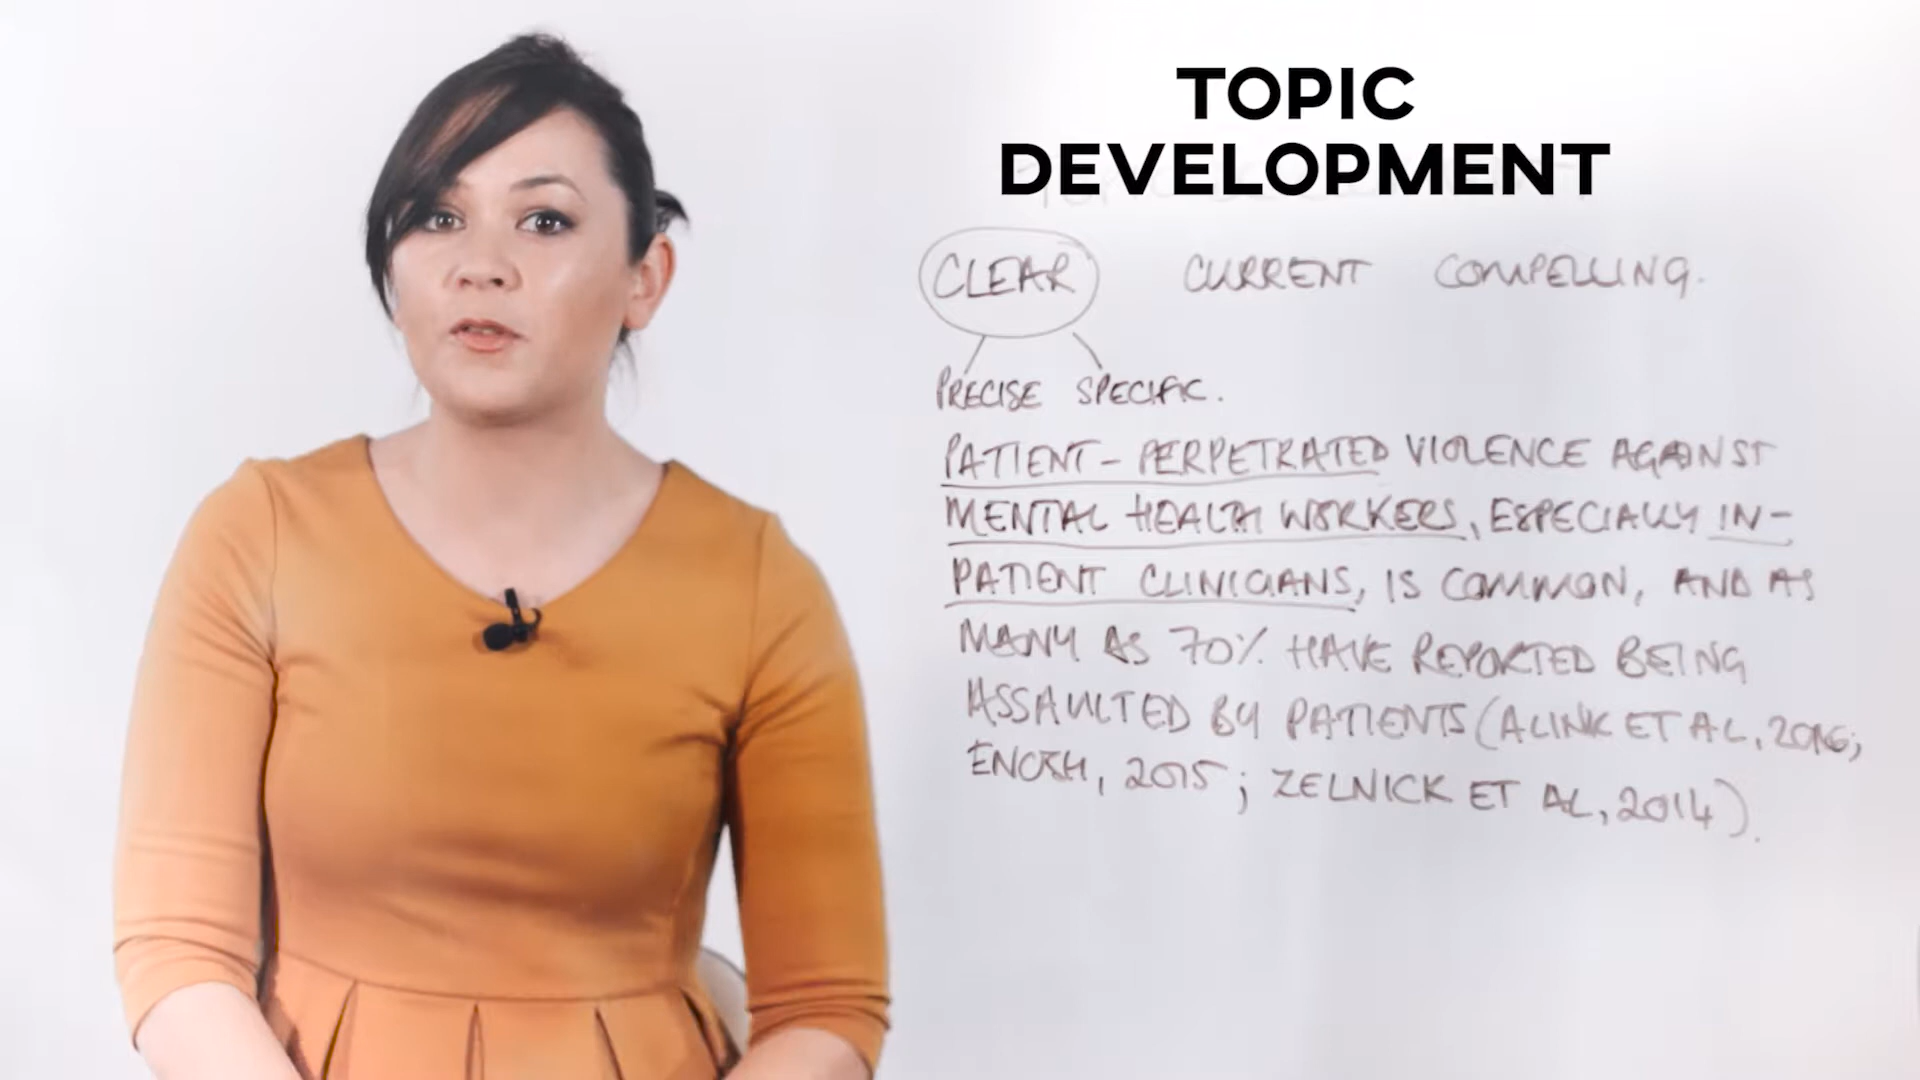 TOPIC
DEVELOPMENT
CLEAR CURRENT COMPELLING.
PRECISE SPECIFIC.
PATIENT-PERPETRATED VIOLENCE AGAINST
MENTAL HEALTH WORKERS, ESPECIALLY IN-
PATIENT CLINICIANS, IS COMMON, AND AS
MANY AS 70% HAVE REPORTED BEING
ASSAULTED BY PATIENTS (ALINK ET AL, 2016;
ENOSH, 2015; ZELNICK ET AL, 2014).